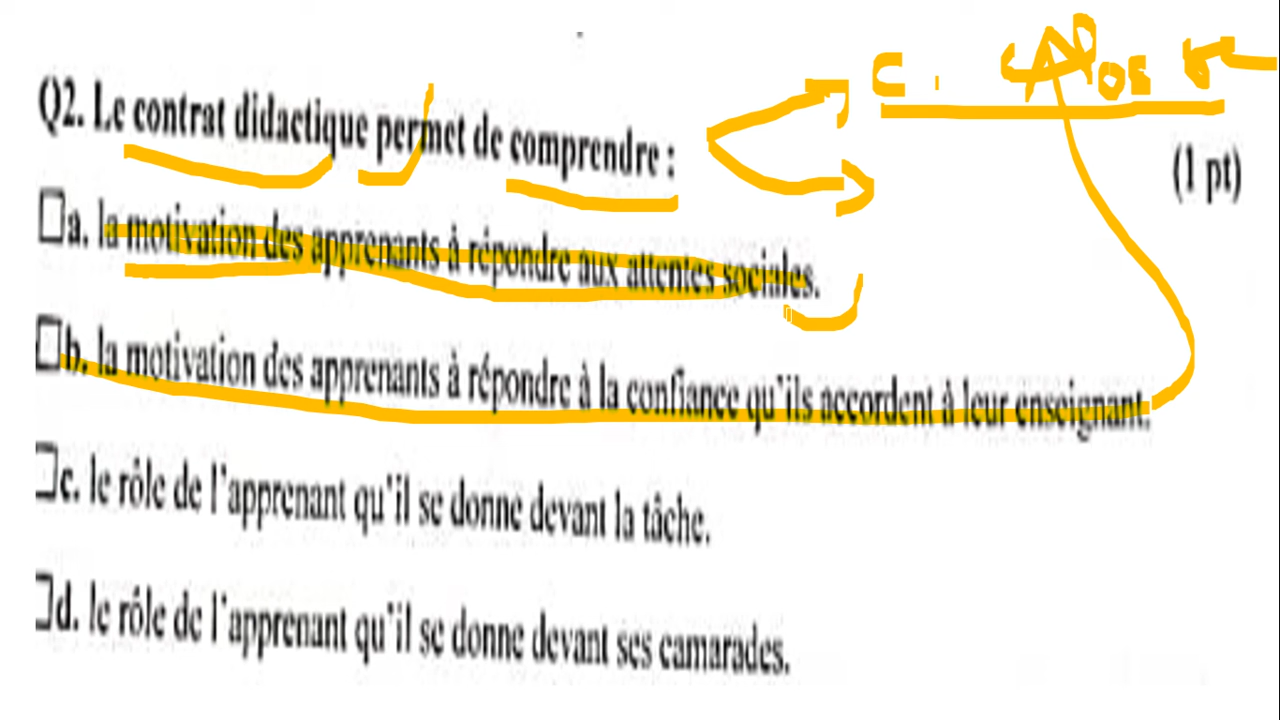 Q2. Le contrat didactique permet de comprendre :
(1 pt)
a. la motivation des apprenants à répondre aux attentes sociales.
b. la motivation des apprenants à répondre à la confiance qu'ils accordent à leur enseignant.
c. le rôle de l'apprenant qu'il se donne devant la tâche.
d. le rôle de l'apprenant qu'il se donne devant ses camarades.